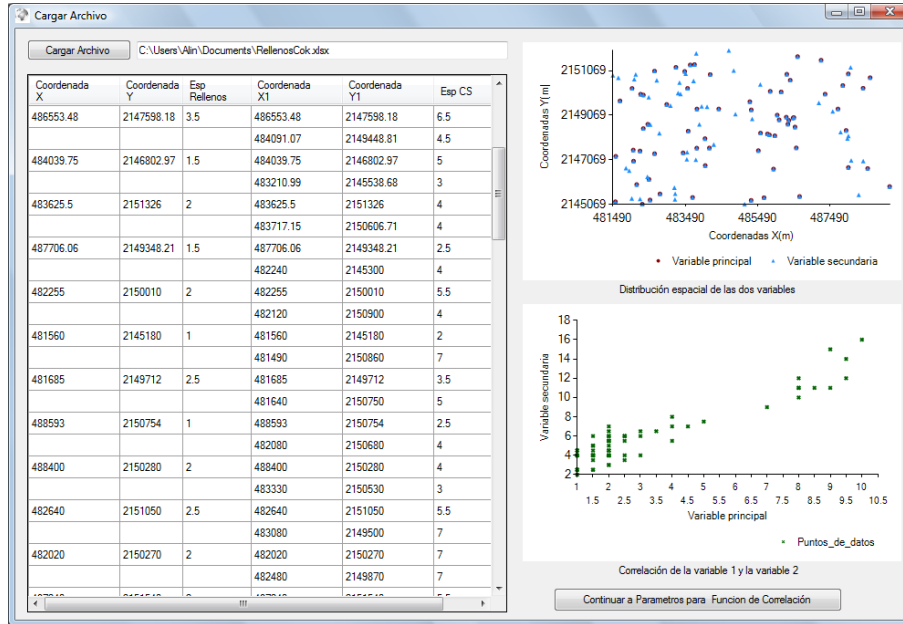 Cargar Archivo
Cargar Archivo C:\Users\Alin\Documents\RellenosCok.xlsx
Coordenada X Coordenada Y Esp Rellenos Coordenada X1 Coordenada Y1 Esp CS
486553.48 2147598.18 3.5 486553.48 2147598.18 6.5
484091.07 2149448.81 4.5
484039.75 2146802.97 1.5 484039.75 2146802.97 5
483210.99 2145538.68 3
483625.5 2151326 2 483625.5 2151326 4
483717.15 2150606.71 4
487706.06 2149348.21 1.5 487706.06 2149348.21 2.5
482240 2145300 4
482255 2150010 2 482255 2150010 5.5
482120 2150900 4
481560 2145180 1 481560 2145180 2
481490 2150860 7
481685 2149712 2.5 481685 2149712 3.5
481640 2150750 5
488593 2150754 1 488593 2150754 2.5
482080 2150680 4
488400 2150280 2 488400 2150280 4
483330 2150530 3
482640 2151050 2.5 482640 2151050 5.5
483080 2149500 7
482020 2150270 2 482020 2150270 7
482480 2149870 7
Coordenadas Y(m)
2151069
2149069
2147069
2145069
481490 483490 485490 487490
Coordenadas X(m)
Variable principal Variable secundaria
Distribución espacial de las dos variables
Variable secundaria
18
16
14
12
10
8
6
4
2
1 2 3 4 5 6 7 8 9 10
1.5 2.5 3.5 4.5 5.5 6.5 7.5 8.5 9.5 10.5
Variable principal
Puntos_de_datos
Correlación de la variable 1 y la variable 2
Continuar a Parametros para Funcion de Correlación